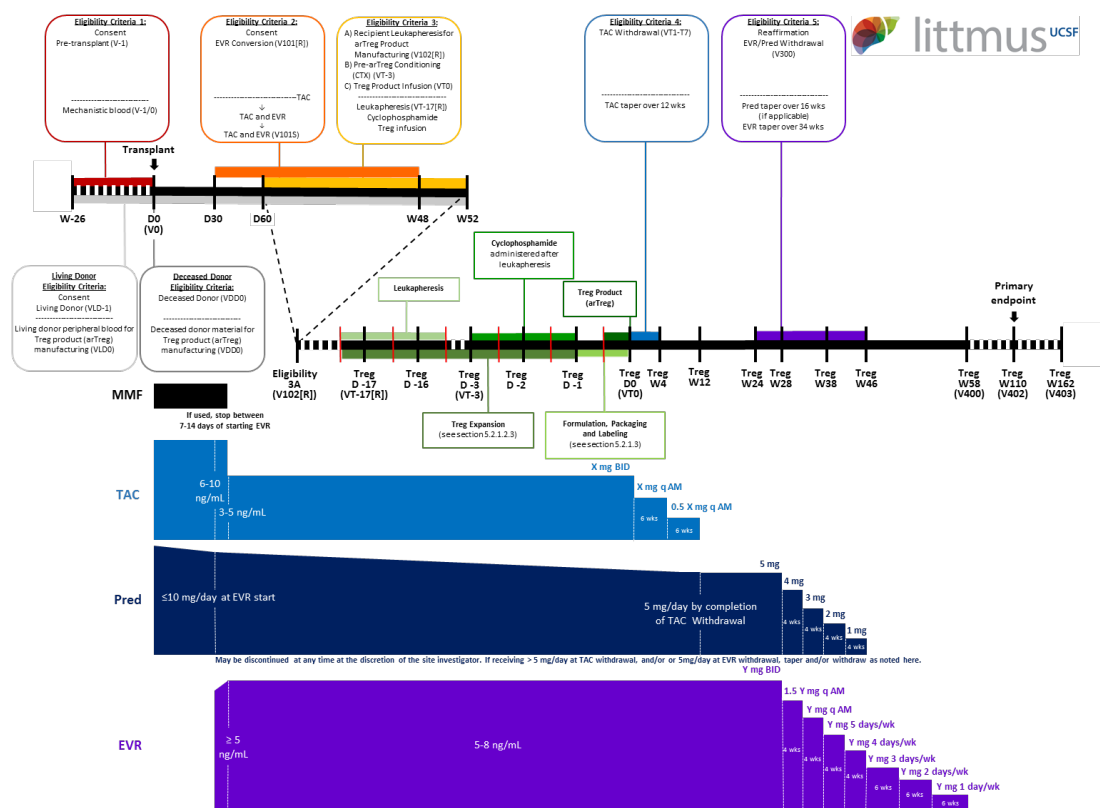 Eligibility Criteria 1:
Consent
Pre-transplant (V-1)
----------------------------
Mechanistic blood (V-1/0)
Eligibility Criteria 2:
Consent
EVR Conversion (V101[R])
----------------------------TAC
↓
TAC and EVR
↓
TAC and EVR (V101S)
Eligibility Criteria 3:
A) Recipient Leukapheresis for
arTreg Product
Manufacturing (V102[R])
B) Pre-arTreg Conditioning
(CTX) (VT-3)
C) Treg Product Infusion (VT0)
----------------------------
Leukapheresis (VT-17[R])
Cyclophosphamide
Treg infusion
Eligibility Criteria 4:
TAC Withdrawal (VT1-T7)
----------------------------
TAC taper over 12 wks
Eligibility Criteria 5:
Reaffirmation
EVR/Pred Withdrawal
(V300)
----------------------------
Pred taper over 16 wks
(if applicable)
EVR taper over 34 wks
littmus UCSF
Transplant
W-26
D0
(V0)
D30
D60
W48
W52
Living Donor
Eligibility Criteria:
Consent
Living Donor (VLD-1)
----------------------------
Living donor peripheral blood for
Treg product (arTreg)
manufacturing (VLD0)
Deceased Donor
Eligibility Criteria:
Deceased Donor (VDD0)
----------------------------
Deceased donor material for
Treg product (arTreg)
manufacturing (VDD0)
Leukapheresis
Cyclophosphamide
administered after
leukapheresis
Treg Product
(arTreg)
Primary
endpoint
Eligibility
3A
(V102[R])
Treg
D -17
(VT-17[R])
Treg
D -16
Treg
D -3
(VT-3)
Treg
D -2
Treg
D -1
Treg
D0
(VT0)
Treg
W4
Treg
W12
Treg
W24
Treg
W28
Treg
W38
Treg
W46
Treg
W58
(V400)
Treg
W110
(V402)
Treg
W162
(V403)
Treg Expansion
(see section 5.2.1.2.3)
Formulation, Packaging
and Labeling
(see section 5.2.1.3)
MMF
If used, stop between
7-14 days of starting EVR
TAC
6-10
ng/mL
3-5 ng/mL
X mg BID
X mg q AM
0.5 X mg q AM
6 wks
6 wks
Pred
≤10 mg/day at EVR start
5 mg/day by completion
of TAC Withdrawal
5 mg
4 mg
3 mg
2 mg
1 mg
4 wks
4 wks
4 wks
4 wks
May be discontinued at any time at the discretion of the site investigator. If receiving > 5 mg/day at TAC withdrawal, and/or or 5mg/day at EVR withdrawal, taper and/or withdraw as noted here.
EVR
≥ 5
ng/mL
5-8 ng/mL
Y mg BID
1.5 Y mg q AM
Y mg q AM
Y mg 5 days/wk
Y mg 4 days/wk
Y mg 3 days/wk
Y mg 2 days/wk
Y mg 1 day/wk
4 wks
4 wks
4 wks
4 wks
6 wks
6 wks
6 wks